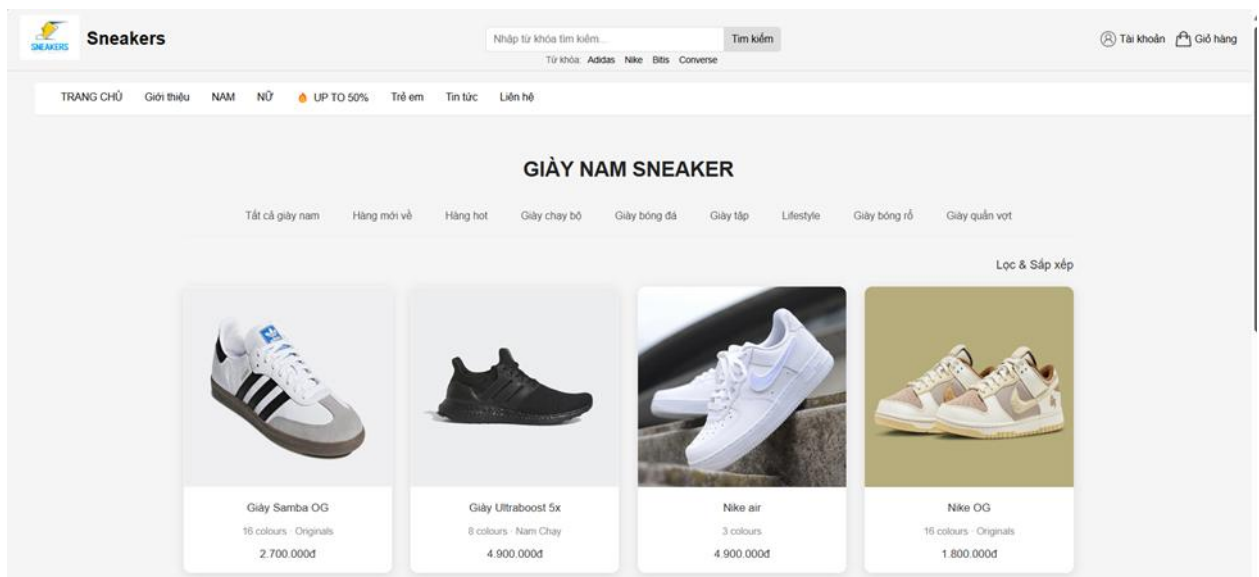 SNEAKERS
Sneakers
Nhập từ khóa tìm kiếm...
Tìm kiếm
Từ khóa: Adidas Nike Bitis Converse
Tài khoản
Giỏ hàng
TRANG CHỦ Giới thiệu NAM NỮ 🔥 UP TO 50% Trẻ em Tin tức Liên hệ
GIÀY NAM SNEAKER
Tất cả giày nam Hàng mới về Hàng hot Giày chạy bộ Giày bóng đá Giày tập Lifestyle Giày bóng rổ Giày quần vợt
Lọc & Sắp xếp
Giày Samba OG
16 colours · Originals
2.700.000đ
Giày Ultraboost 5x
8 colours · Nam Chạy
4.900.000đ
Nike air
3 colours
4.900.000đ
Nike OG
16 colours · Originals
1.800.000đ